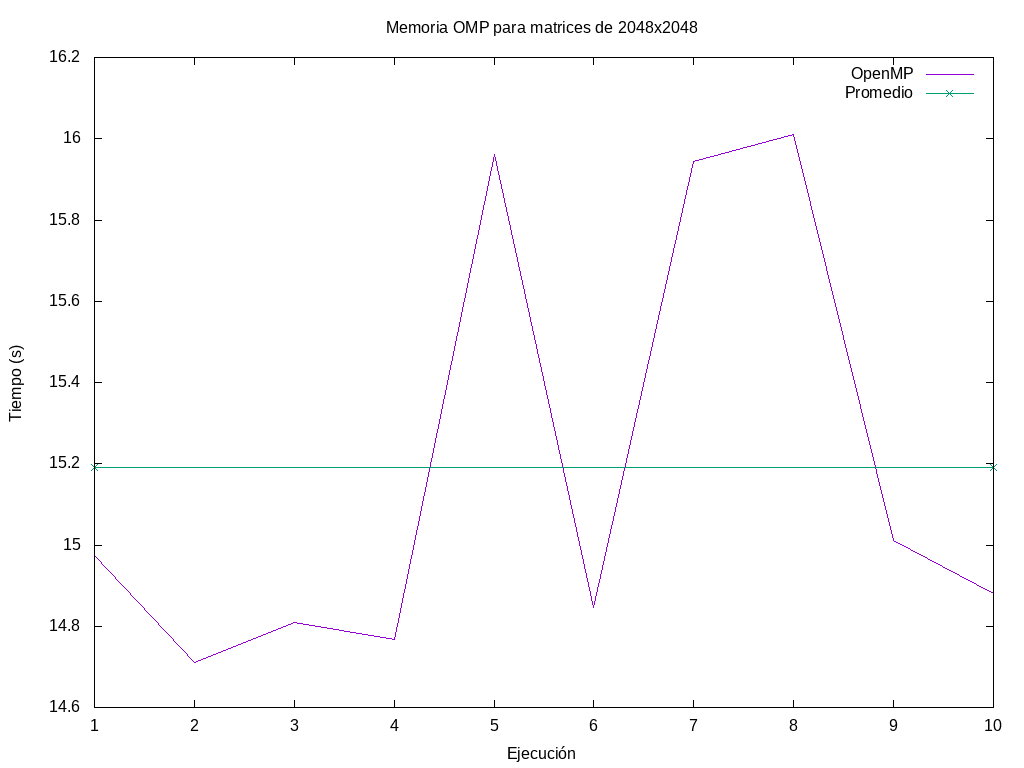 Memoria OMP para matrices de 2048x2048
OpenMP
Promedio
16.2
16
15.8
15.6
15.4
15.2
15
14.8
14.6
Tiempo (s)
1 2 3 4 5 6 7 8 9 10
Ejecución